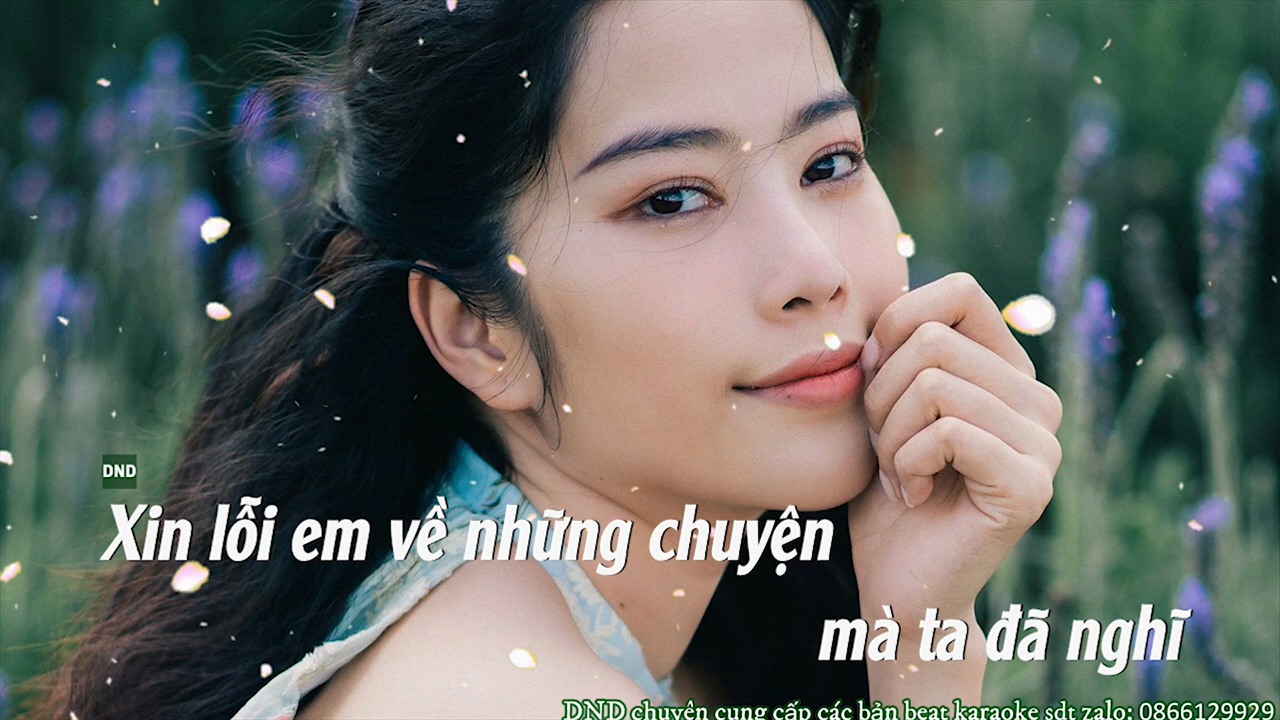 DND
Xin lỗi em về những chuyện
mà ta đã nghĩ
DND chuyên cung cấp các bản beat karaoke sdt zalo: 0866129929